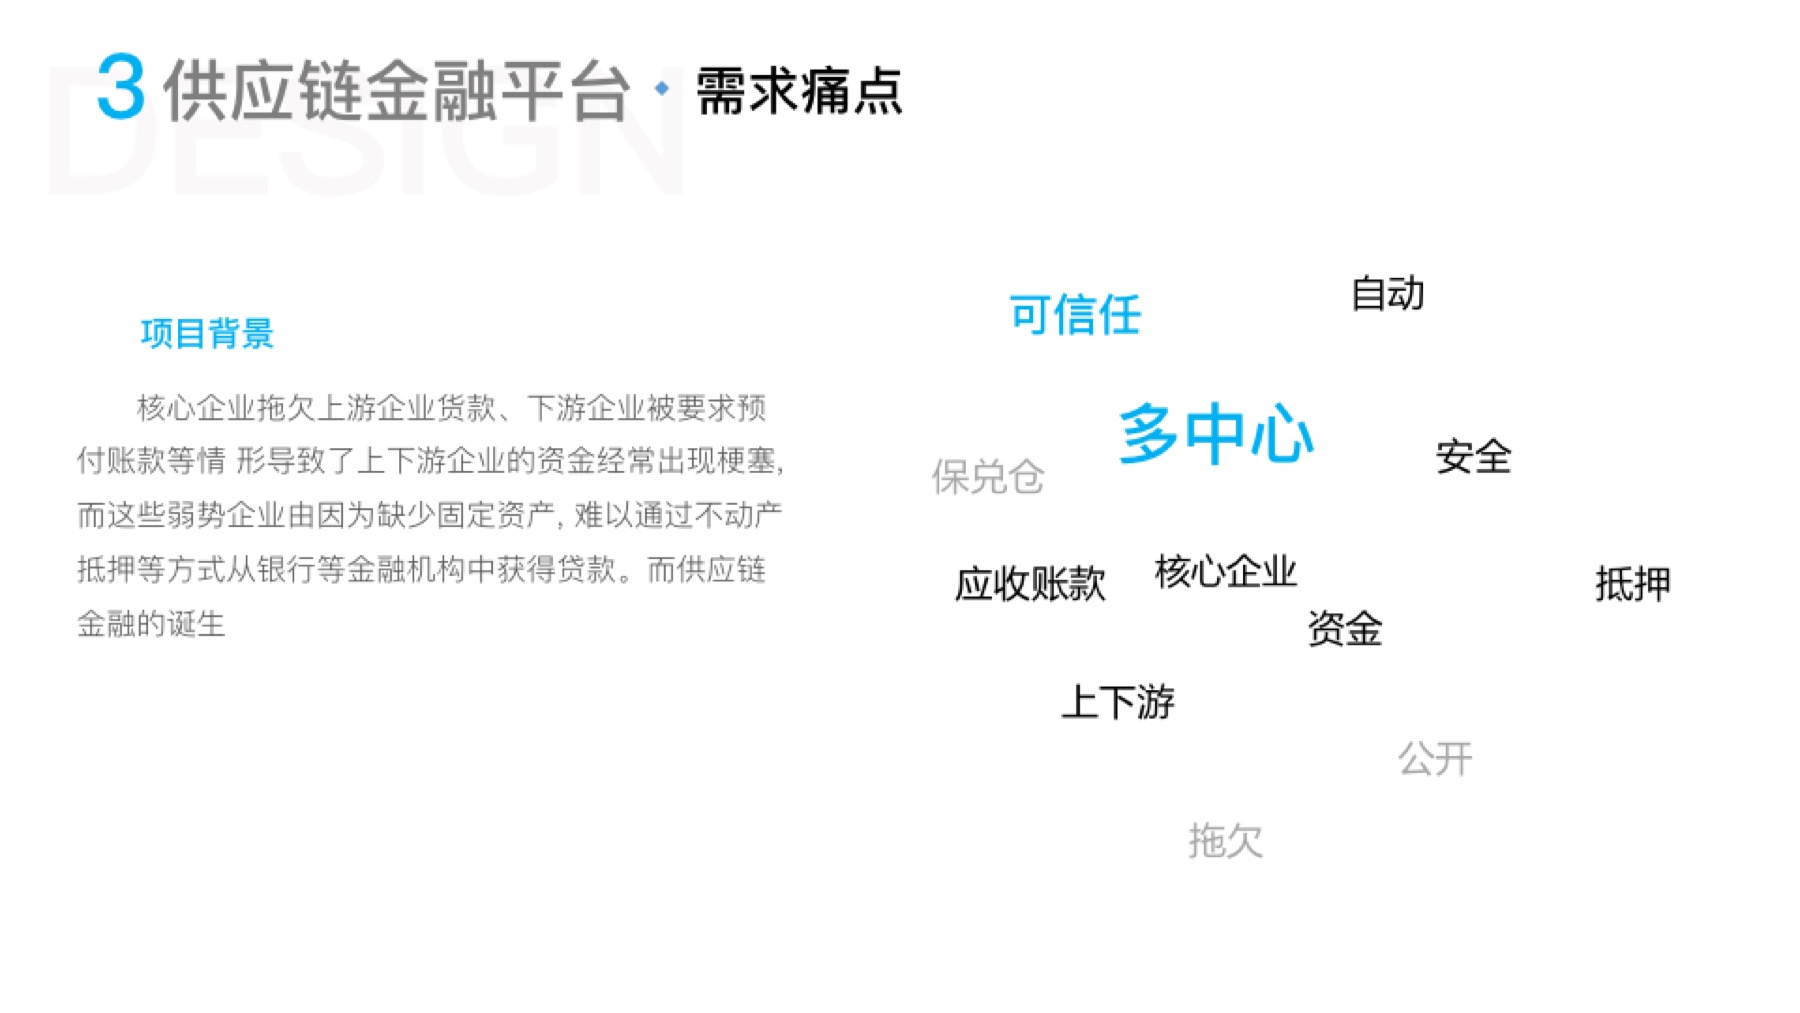 3 供应链金融平台·需求痛点
DESIGN
项目背景
核心企业拖欠上游企业货款、下游企业被要求预
付账款等情 形导致了上下游企业的资金经常出现梗塞,
而这些弱势企业由因为缺少固定资产, 难以通过不动产
抵押等方式从银行等金融机构中获得贷款。而供应链
金融的诞生
自动
可信任
多中心
安全
保兑仓
核心企业
应收账款
抵押
资金
上下游
公开
拖欠